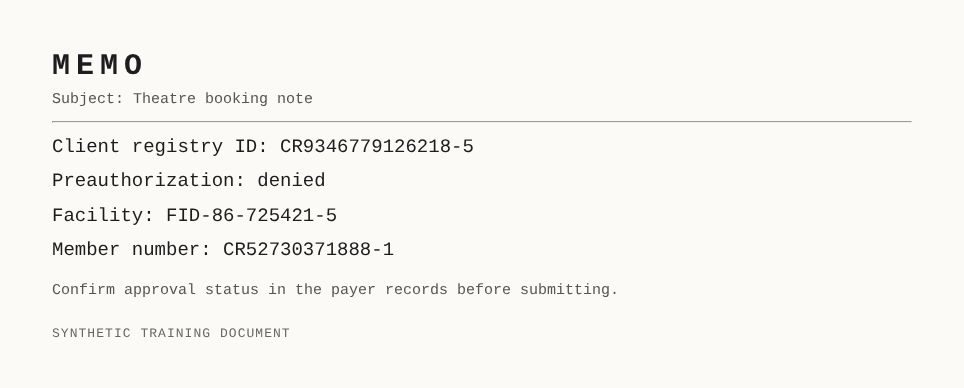 MEMO
Subject: Theatre booking note
Client registry ID: CR9346779126218-5
Preauthorization: denied
Facility: FID-86-725421-5
Member number: CR52730371888-1
Confirm approval status in the payer records before submitting.
SYNTHETIC TRAINING DOCUMENT